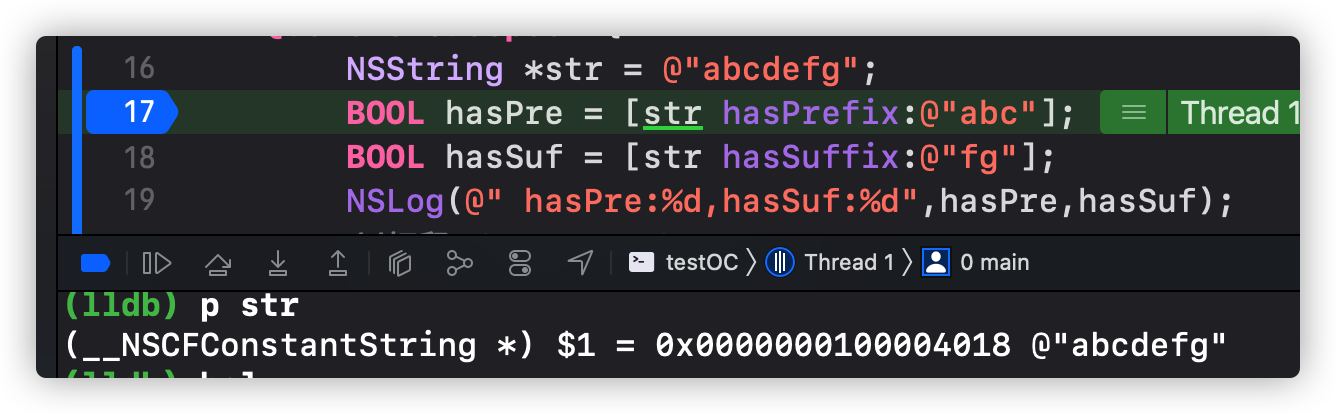 16 NSString *str = @"abcdefg";
17 BOOL hasPre = [str hasPrefix:@"abc"]; Thread 1
18 BOOL hasSuf = [str hasSuffix:@"fg"];
19 NSLog(@" hasPre:%d,hasSuf:%d",hasPre,hasSuf);
testOC Thread 1 0 main
(lldb) p str
(__NSCFConstantString *) $1 = 0x0000000100004018 @"abcdefg"
(lldb)